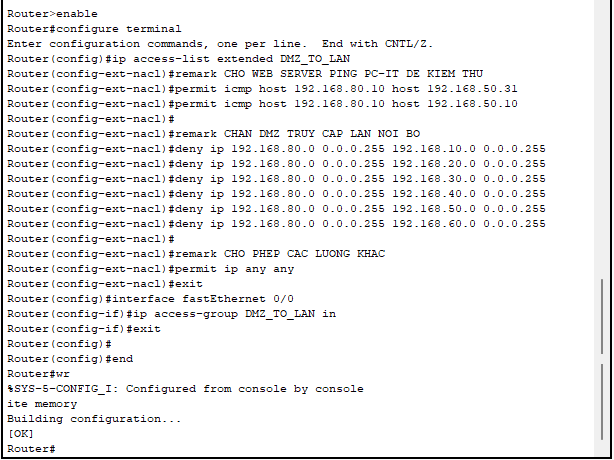 Router>enable
Router#configure terminal
Enter configuration commands, one per line.  End with CNTL/Z.
Router(config)#ip access-list extended DMZ_TO_LAN
Router(config-ext-nacl)#remark CHO WEB SERVER PING PC-IT DE KIEM THU
Router(config-ext-nacl)#permit icmp host 192.168.80.10 host 192.168.50.31
Router(config-ext-nacl)#permit icmp host 192.168.80.10 host 192.168.50.10
Router(config-ext-nacl)#
Router(config-ext-nacl)#remark CHAN DMZ TRUY CAP LAN NOI BO
Router(config-ext-nacl)#deny ip 192.168.80.0 0.0.0.255 192.168.10.0 0.0.0.255
Router(config-ext-nacl)#deny ip 192.168.80.0 0.0.0.255 192.168.20.0 0.0.0.255
Router(config-ext-nacl)#deny ip 192.168.80.0 0.0.0.255 192.168.30.0 0.0.0.255
Router(config-ext-nacl)#deny ip 192.168.80.0 0.0.0.255 192.168.40.0 0.0.0.255
Router(config-ext-nacl)#deny ip 192.168.80.0 0.0.0.255 192.168.50.0 0.0.0.255
Router(config-ext-nacl)#deny ip 192.168.80.0 0.0.0.255 192.168.60.0 0.0.0.255
Router(config-ext-nacl)#
Router(config-ext-nacl)#remark CHO PHEP CAC LUONG KHAC
Router(config-ext-nacl)#permit ip any any
Router(config-ext-nacl)#exit
Router(config)#interface fastEthernet 0/0
Router(config-if)#ip access-group DMZ_TO_LAN in
Router(config-if)#exit
Router(config)#
Router(config)#end
Router#wr
%SYS-5-CONFIG_I: Configured from console by console
ite memory
Building configuration...
[OK]
Router#